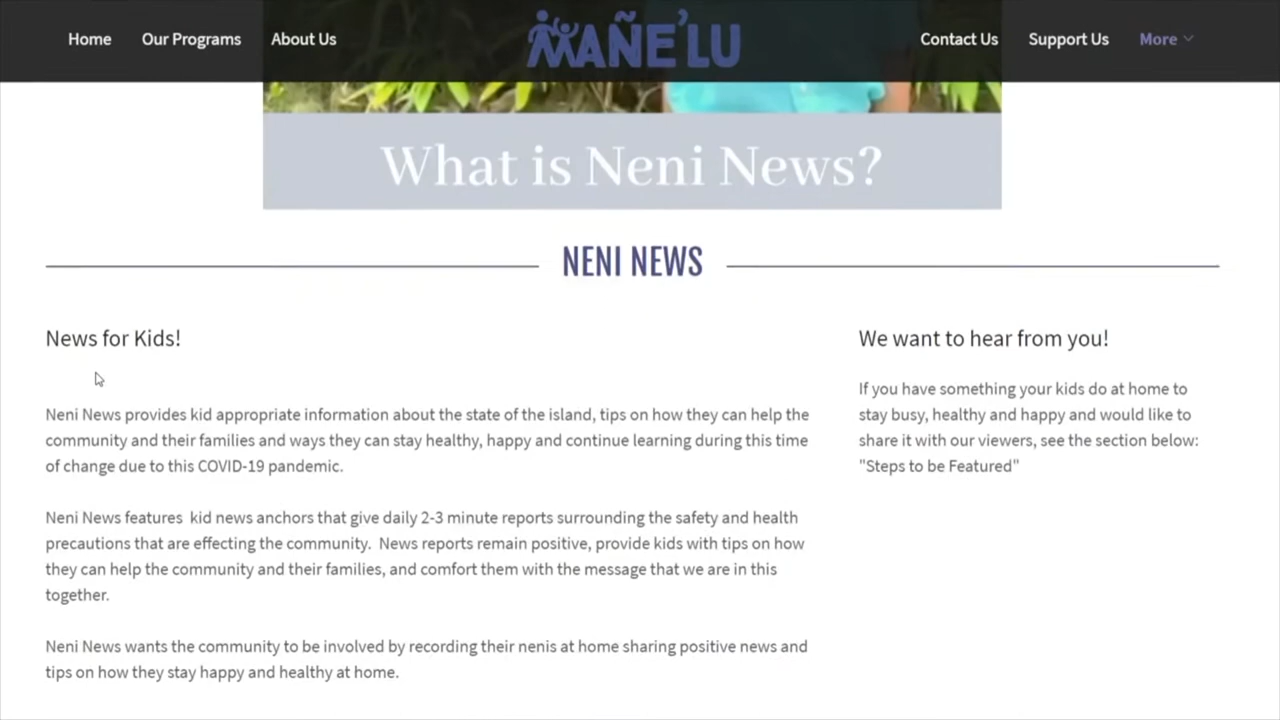 Home
Our Programs
About Us
MAÑE'LU
Contact Us
Support Us
More
What is Neni News?
NENI NEWS
News for Kids!
Neni News provides kid appropriate information about the state of the island, tips on how they can help the
community and their families and ways they can stay healthy, happy and continue learning during this time
of change due to this COVID-19 pandemic.
Neni News features  kid news anchors that give daily 2-3 minute reports surrounding the safety and health
precautions that are effecting the community.  News reports remain positive, provide kids with tips on how
they can help the community and their families, and comfort them with the message that we are in this
together.
Neni News wants the community to be involved by recording their nenis at home sharing positive news and
tips on how they stay happy and healthy at home.
We want to hear from you!
If you have something your kids do at home to
stay busy, healthy and happy and would like to
share it with our viewers, see the section below:
"Steps to be Featured"